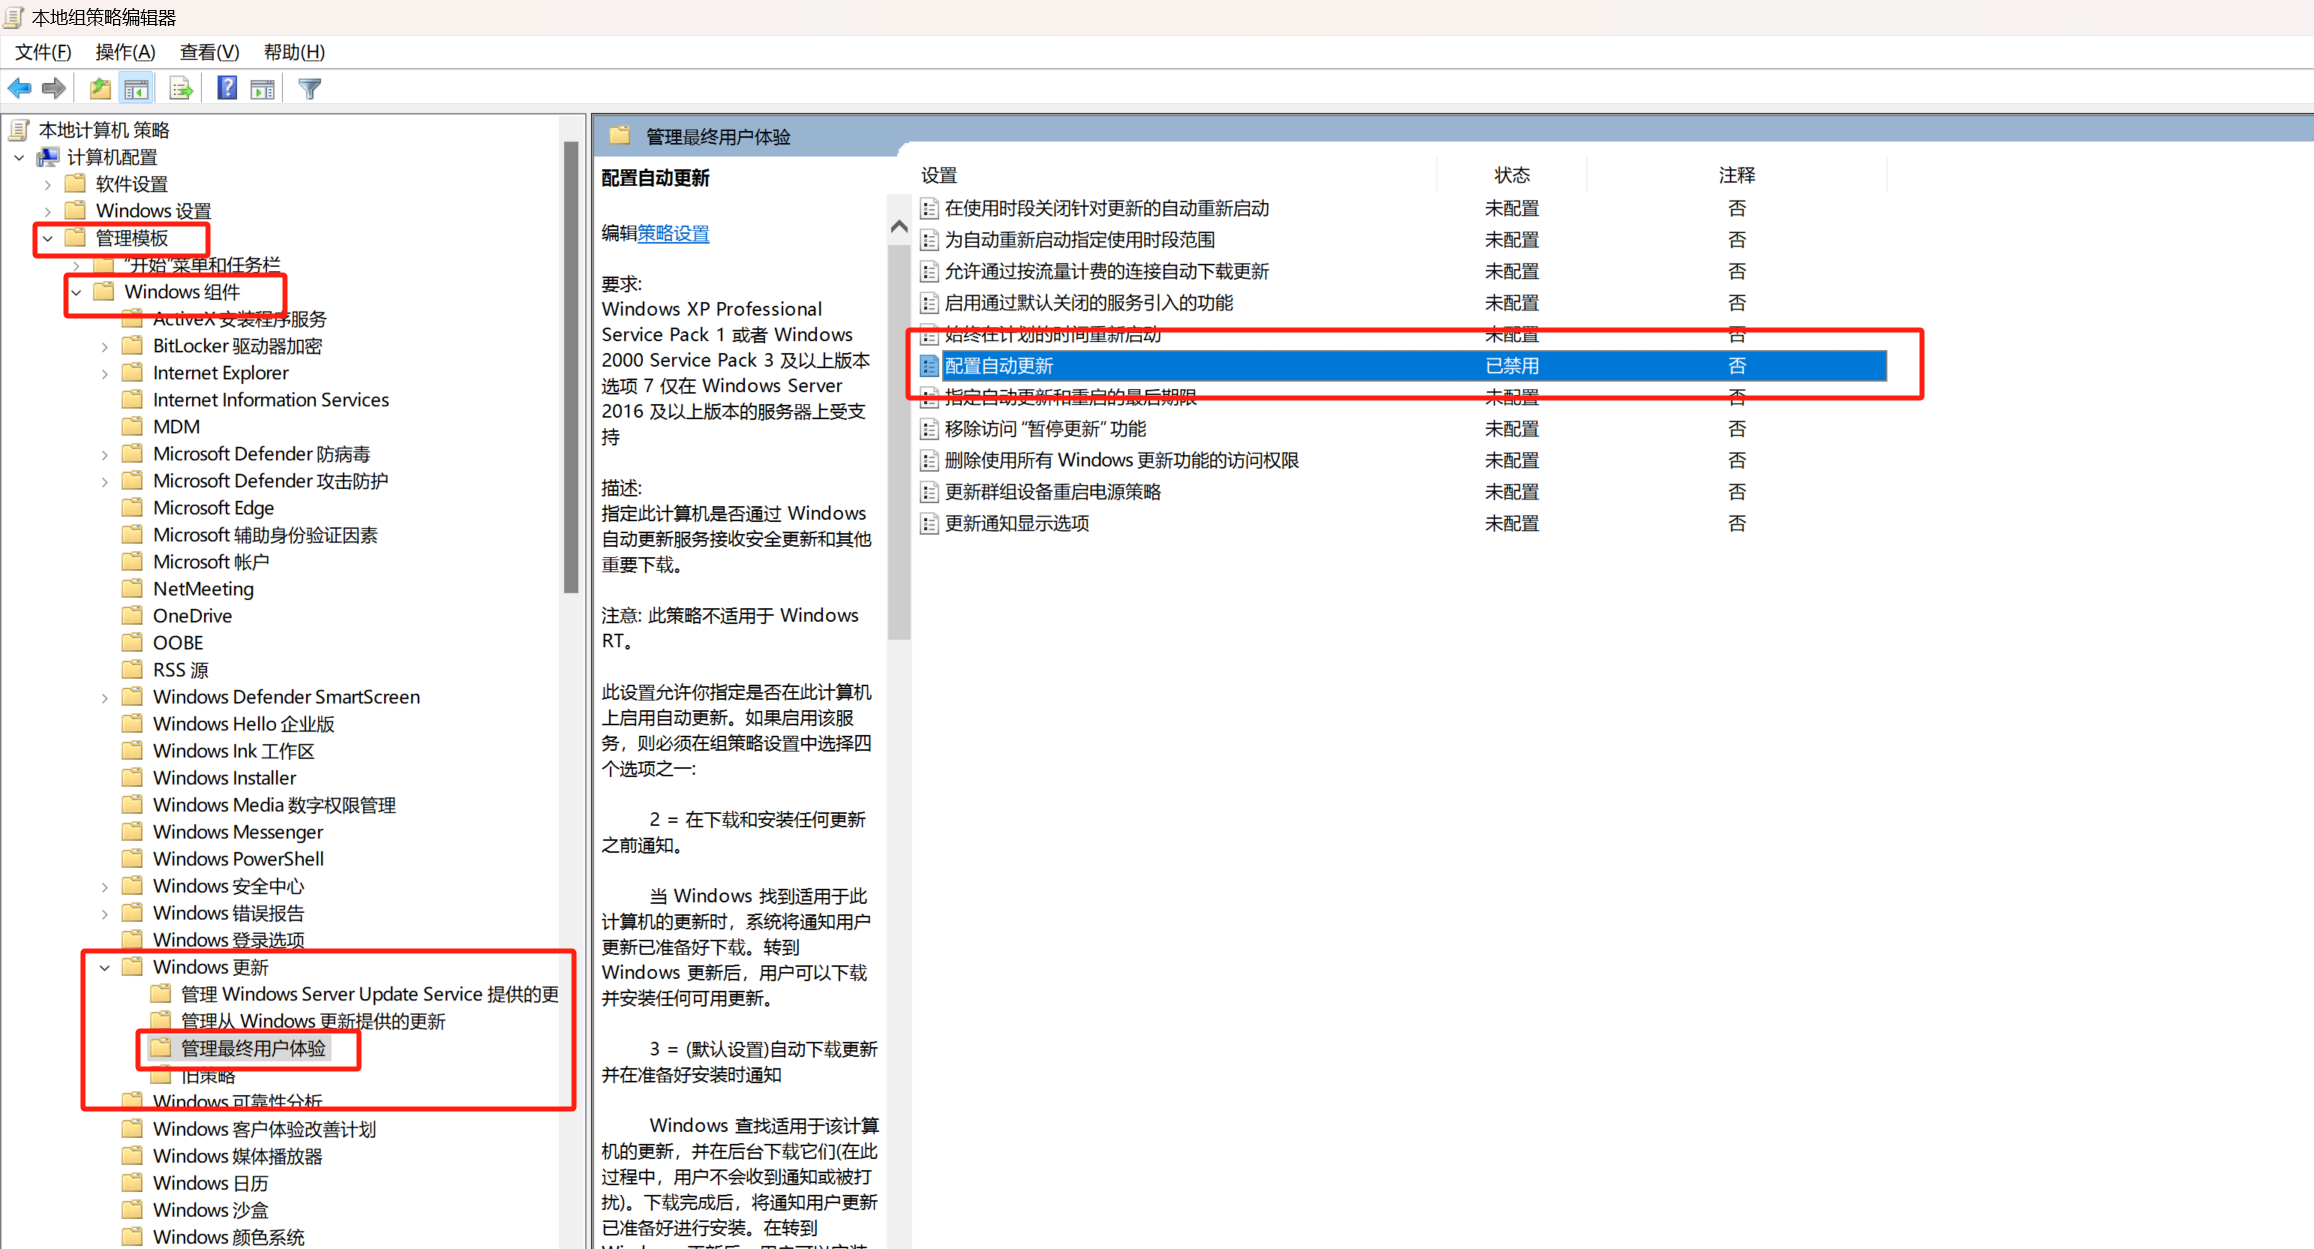 本地组策略编辑器
文件(F) 操作(A) 查看(V) 帮助(H)
本地计算机 策略
计算机配置
软件设置
Windows 设置
管理模板
“开始”菜单和任务栏
Windows 组件
ActiveX 安装程序服务
BitLocker 驱动器加密
Internet Explorer
Internet Information Services
MDM
Microsoft Defender 防病毒
Microsoft Defender 攻击防护
Microsoft Edge
Microsoft 辅助身份验证因素
Microsoft 帐户
NetMeeting
OneDrive
OOBE
RSS 源
Windows Defender SmartScreen
Windows Hello 企业版
Windows Ink 工作区
Windows Installer
Windows Media 数字权限管理
Windows Messenger
Windows PowerShell
Windows 安全中心
Windows 错误报告
Windows 登录选项
Windows 更新
管理 Windows Server Update Service 提供的更
管理从 Windows 更新提供的更新
管理最终用户体验
旧策略
Windows 可靠性分析
Windows 客户体验改善计划
Windows 媒体播放器
Windows 日历
Windows 沙盒
Windows 颜色系统
管理最终用户体验
配置自动更新
编辑策略设置
要求:
Windows XP Professional
Service Pack 1 或者 Windows
2000 Service Pack 3 及以上版本
选项 7 仅在 Windows Server
2016 及以上版本的服务器上受支
持
描述:
指定此计算机是否通过 Windows
自动更新服务接收安全更新和其他
重要下载。
注意: 此策略不适用于 Windows
RT。
此设置允许你指定是否在此计算机
上启用自动更新。如果启用该服
务，则必须在组策略设置中选择四
个选项之一:
2 = 在下载和安装任何更新
之前通知。
当 Windows 找到适用于此
计算机的更新时，系统将通知用户
更新已准备好下载。转到
Windows 更新后，用户可以下载
并安装任何可用更新。
3 = (默认设置)自动下载更新
并在准备好安装时通知
Windows 查找适用于该计算
机的更新，并在后台下载它们(在此
过程中，用户不会收到通知或被打
扰)。下载完成后，将通知用户更新
已准备好进行安装。在转到
Windows 更新后，用户可以安装
设置 状态 注释
在使用时段关闭针对更新的自动重新启动 未配置 否
为自动重新启动指定使用时段范围 未配置 否
允许通过按流量计费的连接自动下载更新 未配置 否
启用通过默认关闭的服务引入的功能 未配置 否
始终在计划的时间重新启动 未配置 否
配置自动更新 已禁用 否
指定自动更新和重启的最后期限 未配置 否
移除访问 “暂停更新” 功能 未配置 否
删除使用所有 Windows 更新功能的访问权限 未配置 否
更新群组设备重启电源策略 未配置 否
更新通知显示选项 未配置 否